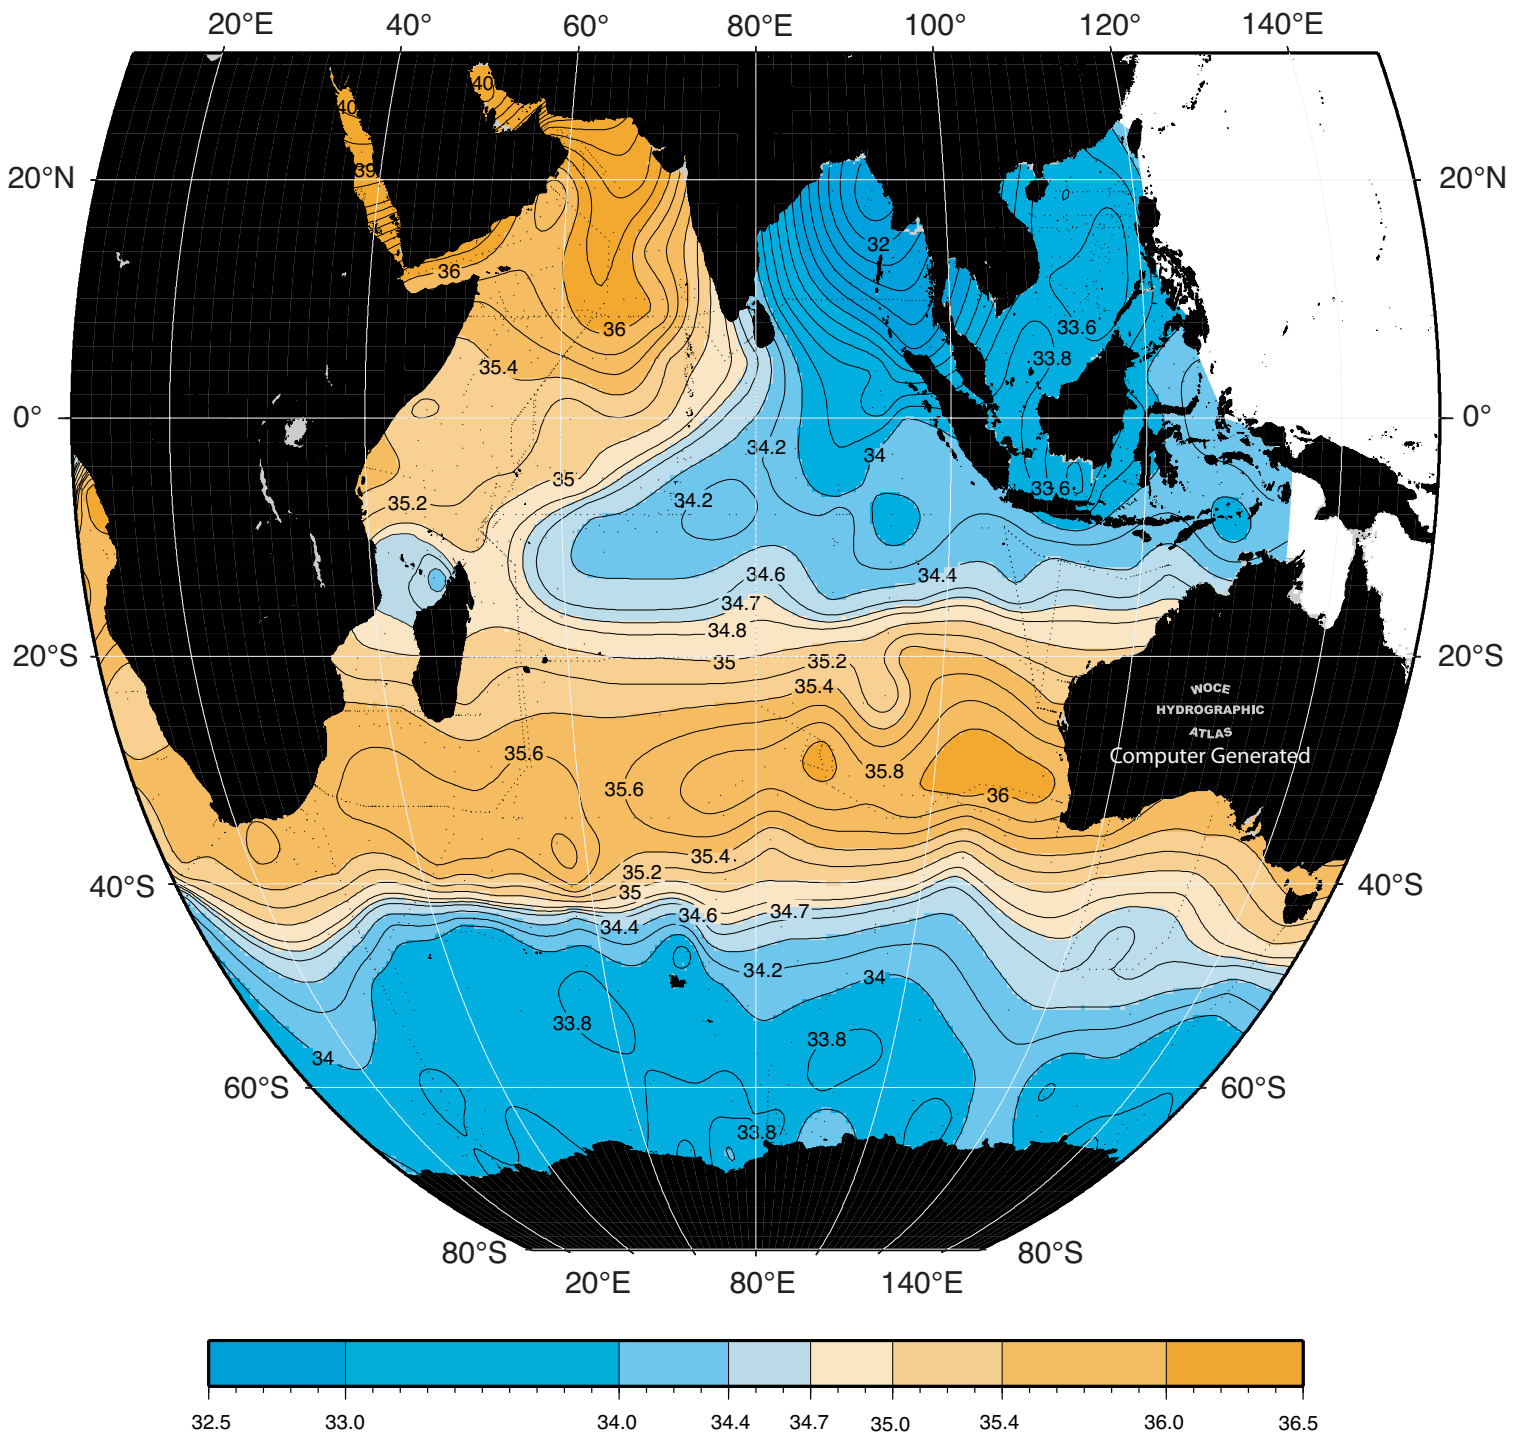 20°E 40° 60° 80°E 100° 120° 140°E
40
40
20°N 39 20°N
32
36
36 33.6
35.4 33.8
0° 0°
34.2 34
35 33.6
35.2 34.2
34.6 34.4
34.7
34.8
20°S 35 35.2 20°S
35.4
WOCE
HYDROGRAPHIC
ATLAS
Computer Generated
35.6
35.6 35.8
36
35.4
35.2
40°S 35 40°S
34.6 34.7
34.4
34.2 34
33.8
33.8
34
60°S 60°S
33.8
80°S 80°S
20°E 80°E 140°E
32.5 33.0 34.0 34.4 34.7 35.0 35.4 36.0 36.5